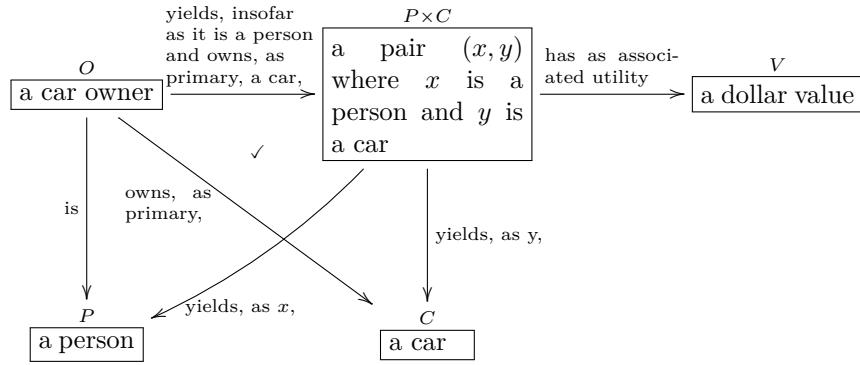 yields, insofar
as it is a person
and owns, as
primary, a car,
O
a car owner
P×C
a pair (x, y)
where x is a
person and y is
a car
has as associ-
ated utility
V
a dollar value
✓
is
owns, as
primary,
yields, as x,
yields, as y,
P
a person
C
a car